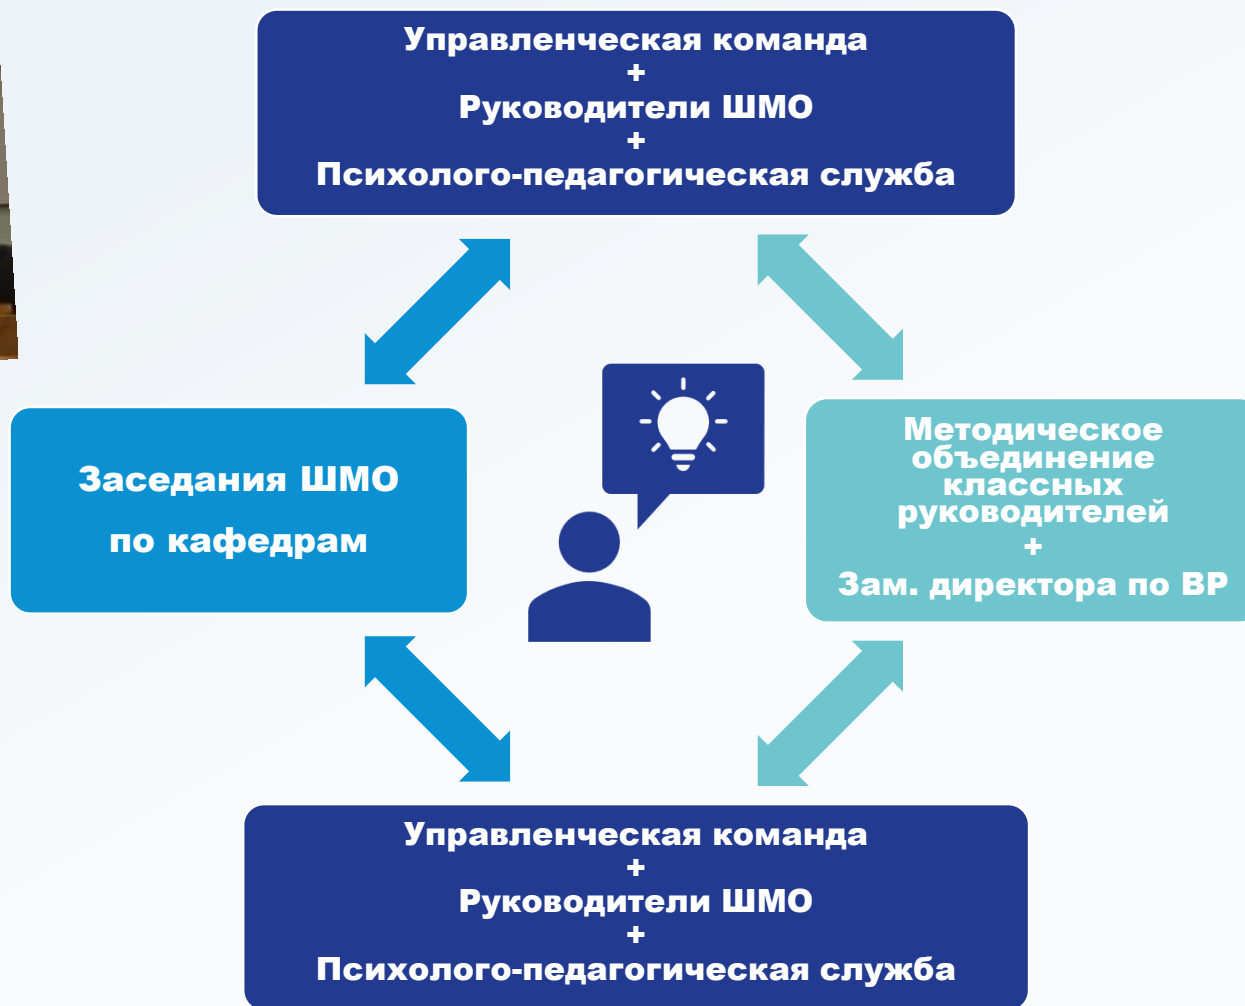 Управленческая команда
+
Руководители ШМО
+
Психолого-педагогическая служба
Заседания ШМО
по кафедрам
Методическое
объединение
классных
руководителей
+
Зам. директора по ВР
Управленческая команда
+
Руководители ШМО
+
Психолого-педагогическая служба